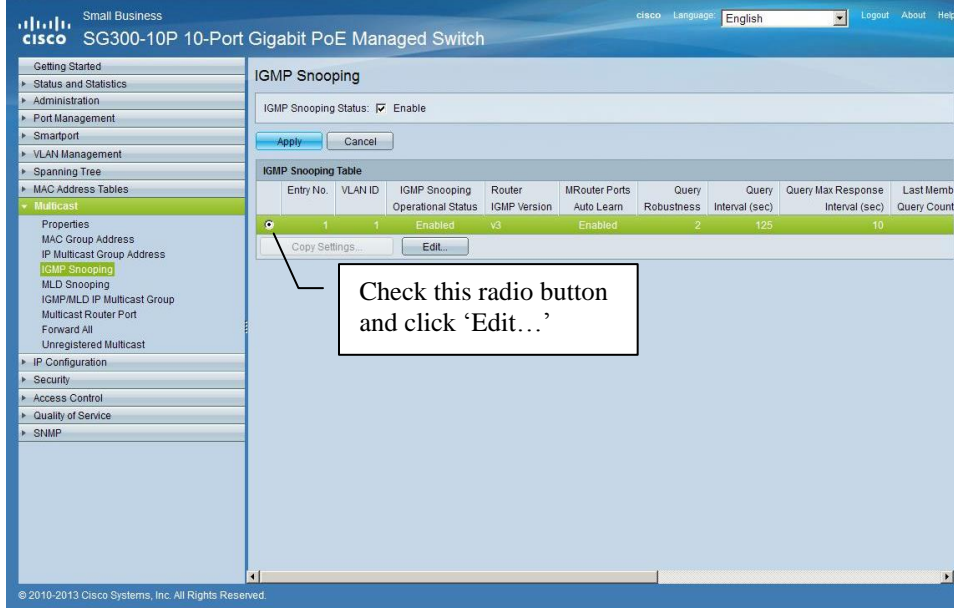 Small Business
cisco Language English Logout About Help
CISCO SG300-10P 10-Port Gigabit PoE Managed Switch
Getting Started
Status and Statistics
Administration
Port Management
Smartport
VLAN Management
Spanning Tree
MAC Address Tables
Multicast
Properties
MAC Group Address
IP Multicast Group Address
IGMP Snooping
MLD Snooping
IGMP/MLD IP Multicast Group
Multicast Router Port
Forward All
Unregistered Multicast
IP Configuration
Security
Access Control
Quality of Service
SNMP
IGMP Snooping
IGMP Snooping Status: Enable
Apply Cancel
IGMP Snooping Table
Entry No. VLAN ID IGMP Snooping Router MRouter Ports Query Query Query Max Response Last Memb
Operational Status IGMP Version Auto Learn Robustness Interval (sec) Interval (sec) Query Count
1 1 Enabled v3 Enabled 2 125 10
Copy Settings... Edit...
Check this radio button
and click ‘Edit…’
© 2010-2013 Cisco Systems, Inc. All Rights Reserved.